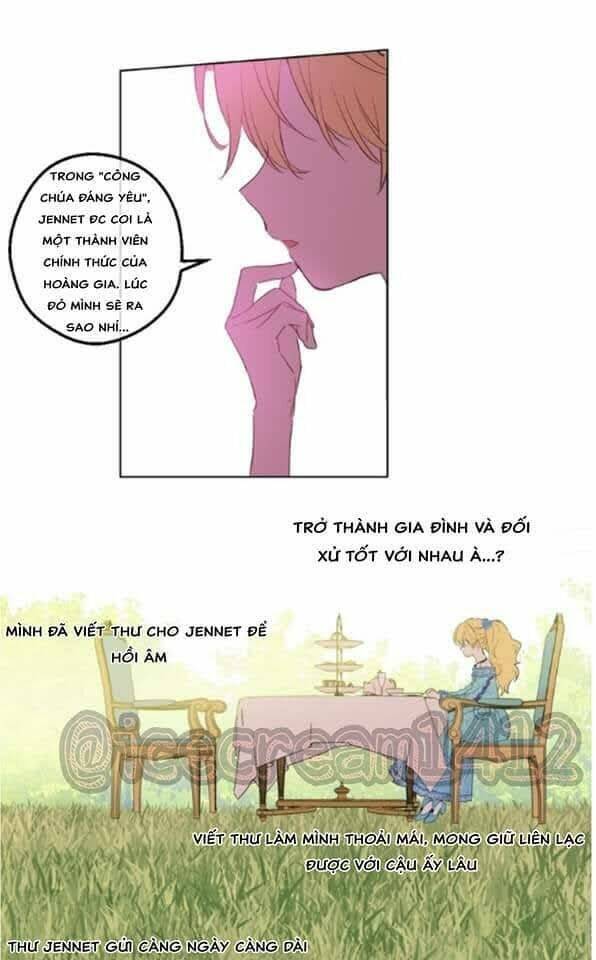 TRONG "CÔNG
CHÚA ĐÁNG YÊU",
JENNET ĐC COI LÀ
MỘT THÀNH VIÊN
CHÍNH THỨC CỦA
HOÀNG GIA. LÚC
ĐÓ MÌNH SẼ RA
SAO NHỈ...
TRỞ THÀNH GIA ĐÌNH VÀ ĐỐI
XỬ TỐT VỚI NHAU À...?
MÌNH ĐÃ VIẾT THƯ CHO JENNET ĐỂ
HỒI ÂM
@icecream1412
VIẾT THƯ LÀM MÌNH THOẢI MÁI, MONG GIỮ LIÊN LẠC
ĐƯỢC VỚI CẬU ẤY LÂU
THƯ JENNET GỬI CÀNG NGÀY CÀNG DÀI